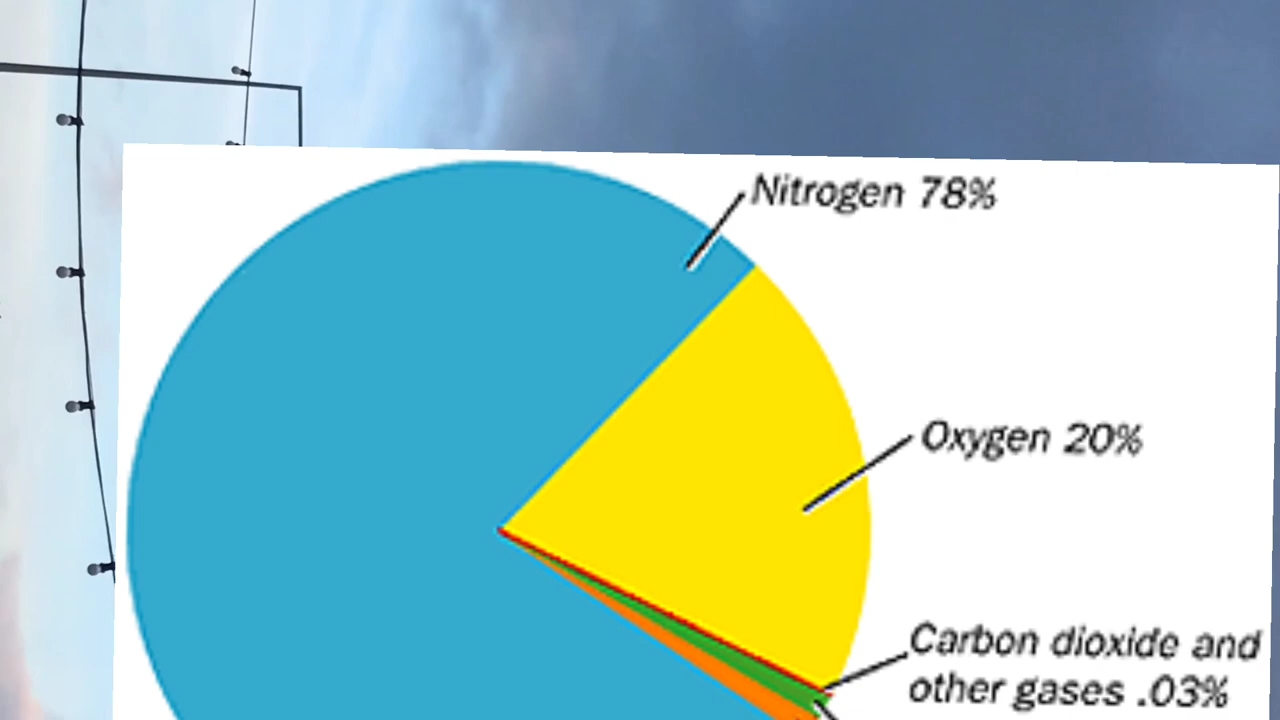 Nitrogen 78%
Oxygen 20%
Carbon dioxide and
other gases .03%